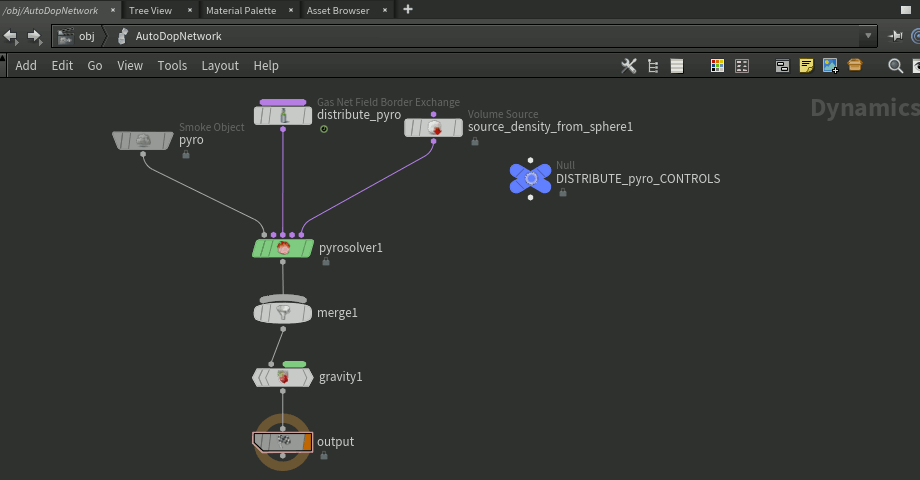 /obj/AutoDopNetwork × Tree View × Material Palette × Asset Browser × +
obj AutoDopNetwork
Add Edit Go View Tools Layout Help
Dynamics
Gas Net Field Border Exchange
distribute_pyro
Volume Source
source_density_from_sphere1
Smoke Object
pyro
Null
DISTRIBUTE_pyro_CONTROLS
pyrosolver1
merge1
gravity1
output